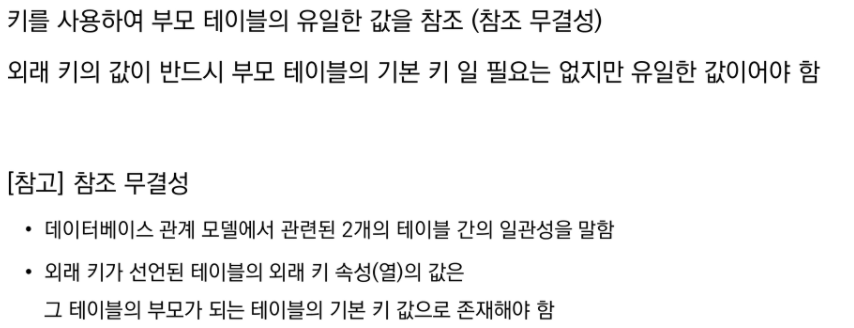 키를 사용하여 부모 테이블의 유일한 값을 참조 (참조 무결성)
외래 키의 값이 반드시 부모 테이블의 기본 키 일 필요는 없지만 유일한 값이어야 함
[참고] 참조 무결성
• 데이터베이스 관계 모델에서 관련된 2개의 테이블 간의 일관성을 말함
• 외래 키가 선언된 테이블의 외래 키 속성(열)의 값은
그 테이블의 부모가 되는 테이블의 기본 키 값으로 존재해야 함